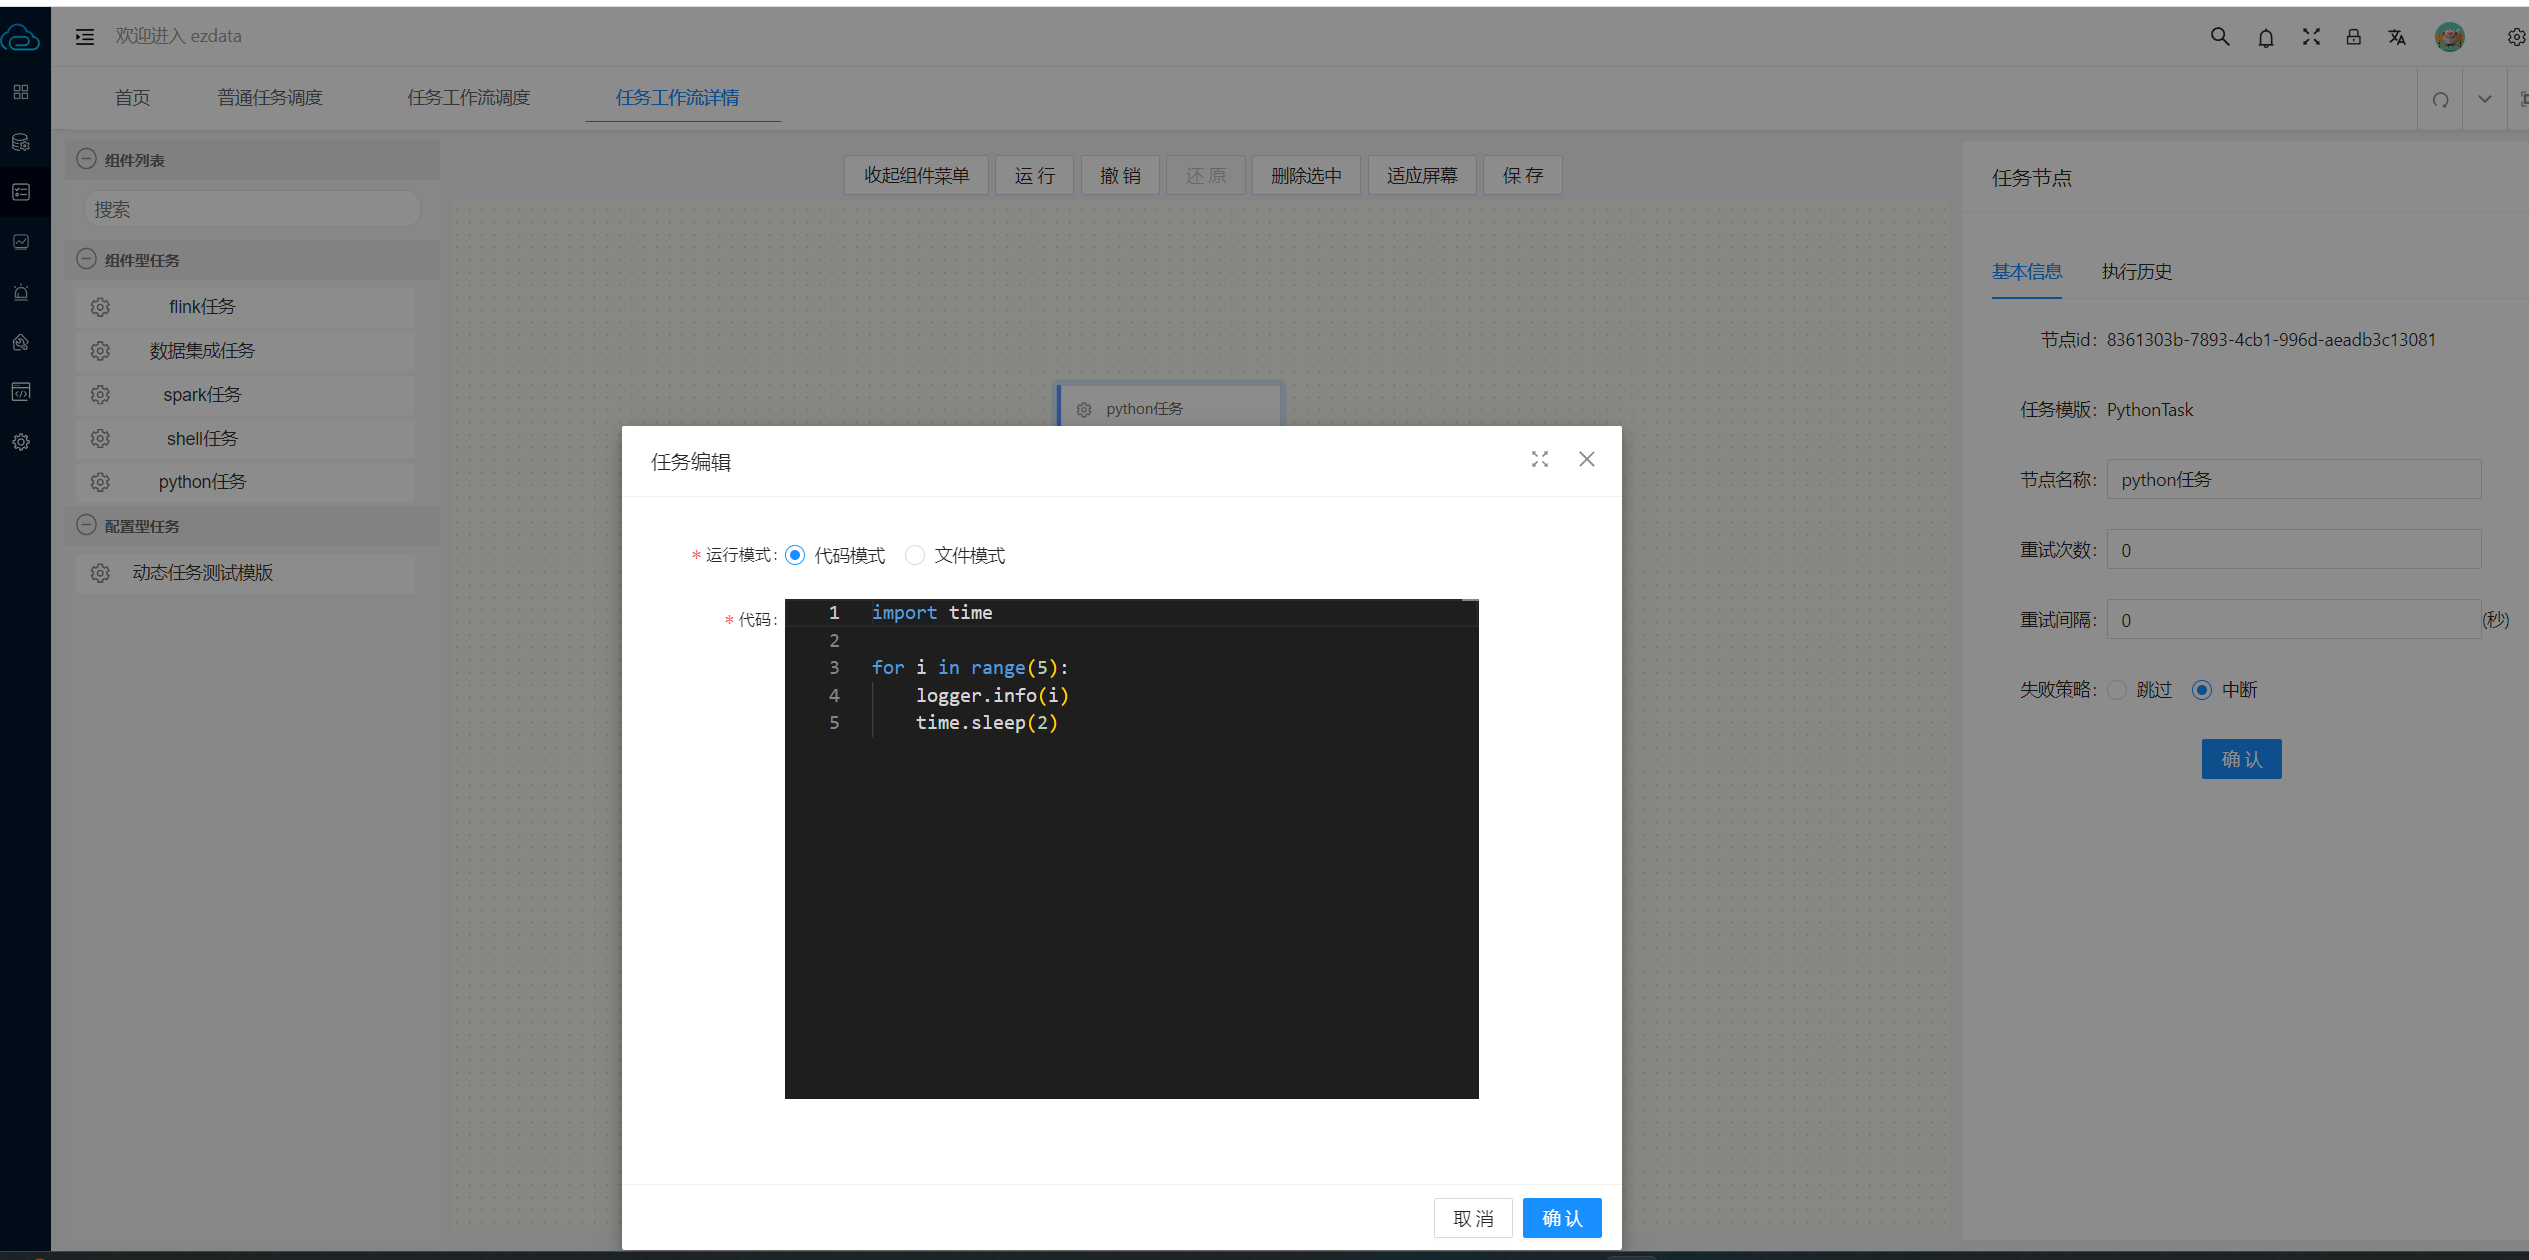 欢迎进入 ezdata
首页
普通任务调度
任务工作流调度
任务工作流详情
组件列表
搜索
组件型任务
flink任务
数据集成任务
spark任务
shell任务
python任务
配置型任务
动态任务测试模版
收起组件菜单
运 行
撤 销
还 原
删除选中
适应屏幕
保 存
python任务
任务编辑
* 运行模式:
代码模式
文件模式
* 代码:
1 import time
2
3 for i in range(5):
4     logger.info(i)
5     time.sleep(2)
取 消
确 认
任务节点
基本信息
执行历史
节点id: 8361303b-7893-4cb1-996d-aeadb3c13081
任务模版: PythonTask
节点名称: python任务
重试次数: 0
重试间隔: 0 (秒)
失败策略: 跳过 中断
确 认